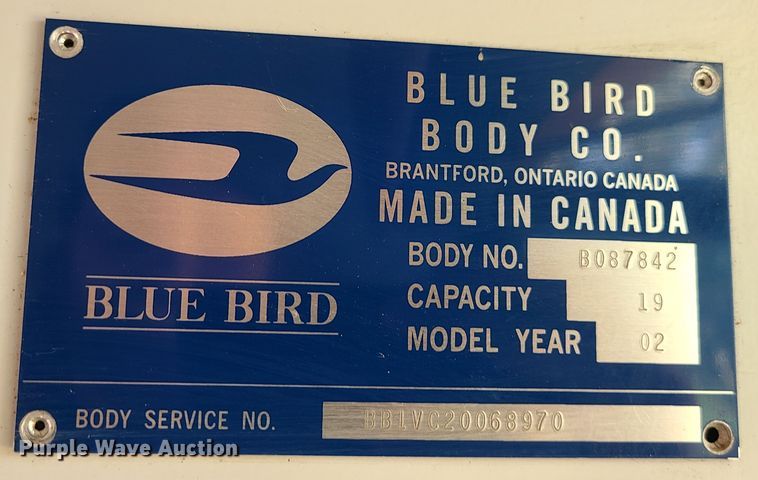 BLUE BIRD
BODY CO.
BRANTFORD, ONTARIO CANADA
MADE IN CANADA
BODY NO. B087842
CAPACITY 19
MODEL YEAR 02
BLUE BIRD
BODY SERVICE NO. BB1VC20068970
Purple Wave Auction